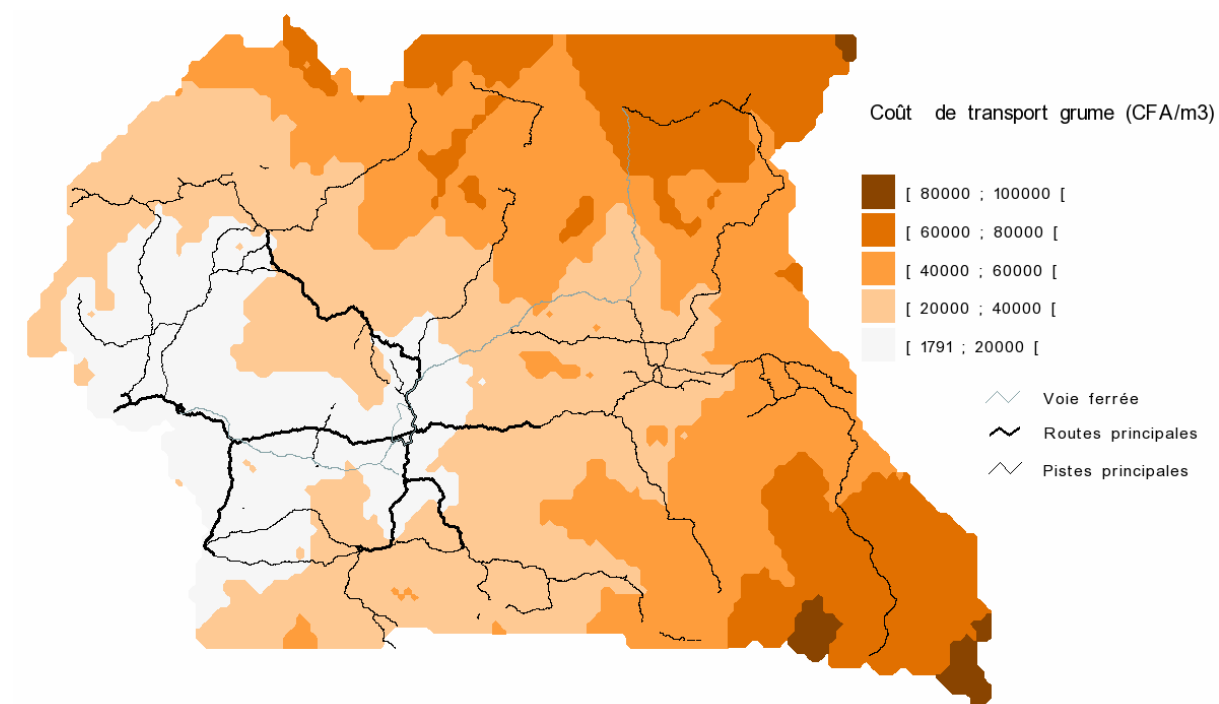 Coût de transport grume (CFA/m3)
[ 80000 ; 100000 [
[ 60000 ; 80000 [
[ 40000 ; 60000 [
[ 20000 ; 40000 [
[ 1791 ; 20000 [
Voie ferrée
Routes principales
Pistes principales